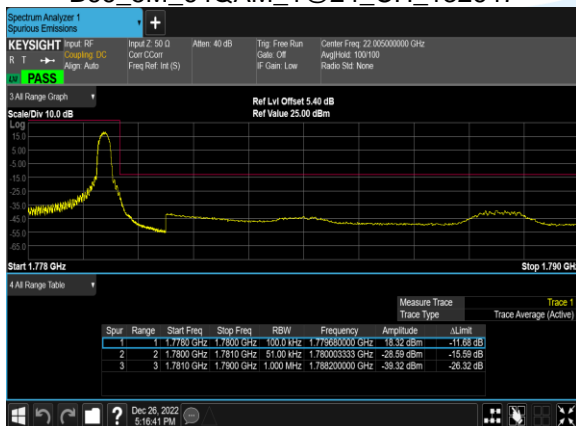 Spectrum Analyzer 1
Spurious Emissions
+
KEYSIGHT Input: RF Input Z: 50 Ω Atten: 40 dB Trig: Free Run Center Freq: 22.005000000 GHz
R T Coupling: DC Corr CCorr Gate: Off Avg|Hold: 100/100
Align: Auto Freq Ref: Int (S) IF Gain: Low Radio Std: None
PASS
3 All Range Graph Ref Lvl Offset 5.40 dB
Scale/Div 10.0 dB Ref Value 25.00 dBm
Log
15.0
5.00
-5.00
-15.0
-25.0
-35.0
-45.0
-55.0
-65.0
Start 1.778 GHz Stop 1.790 GHz
4 All Range Table
Measure Trace Trace 1
Trace Type Trace Average (Active)
Spur Range Start Freq Stop Freq RBW Frequency Amplitude ΔLimit
1 1 1.7780 GHz 1.7800 GHz 100.0 kHz 1.779680000 GHz 18.32 dBm -11.68 dB
2 2 1.7800 GHz 1.7810 GHz 51.00 kHz 1.780003333 GHz -28.59 dBm -15.59 dB
3 3 1.7810 GHz 1.7900 GHz 1.000 MHz 1.788200000 GHz -39.32 dBm -26.32 dB
? Dec 26, 2022
5:16:41 PM